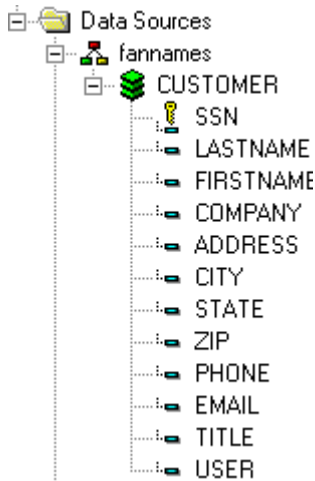 Data Sources
fannames
CUSTOMER
SSN
LASTNAME
FIRSTNAME
COMPANY
ADDRESS
CITY
STATE
ZIP
PHONE
EMAIL
TITLE
USER